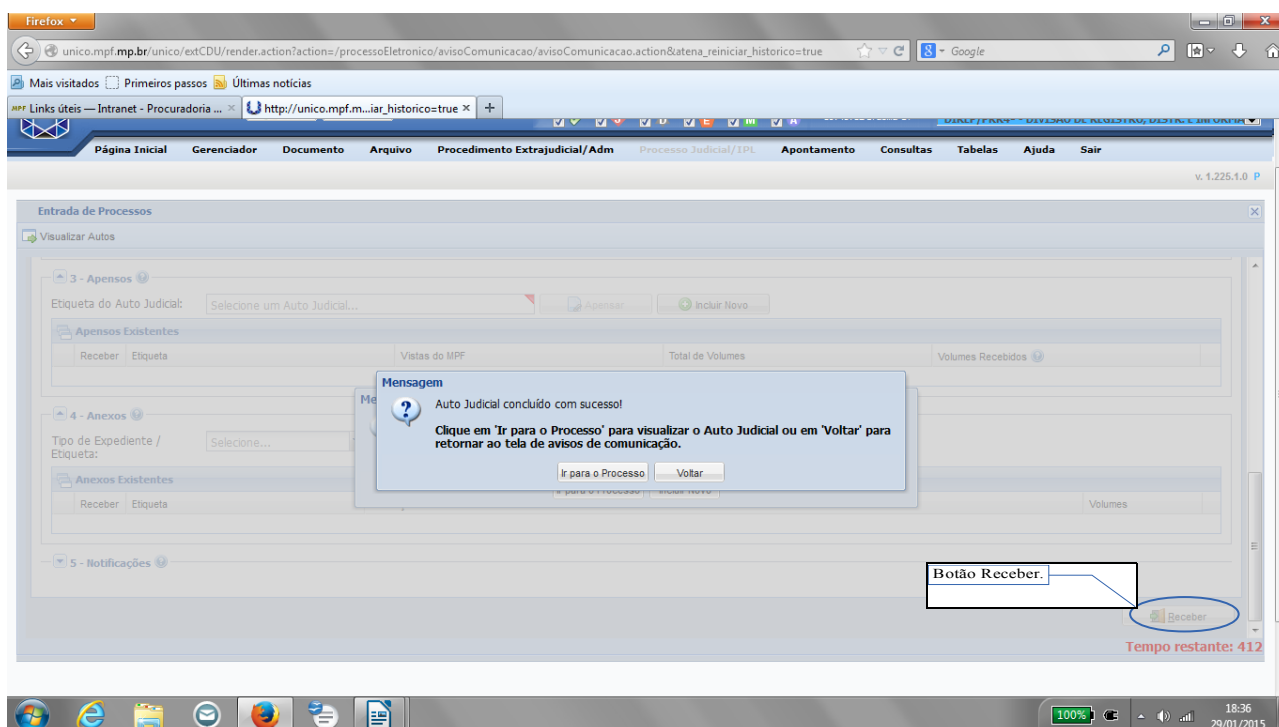 Firefox
unico.mpf.mp.br/unico/extCDU/render.action?action=/processoEletronico/avisoComunicacao/avisoComunicacao.action&atena_reiniciar_historico=true
Google
Mais visitados Primeiros passos Últimas notícias
MPF Links úteis — Intranet - Procuradoria ... http://unico.mpf.m...iar_historico=true
Página Inicial Gerenciador Documento Arquivo Procedimento Extrajudicial/Adm Processo Judicial/IPL Apontamento Consultas Tabelas Ajuda Sair
v. 1.225.1.0 P
Entrada de Processos
Visualizar Autos
3 - Apensos
Etiqueta do Auto Judicial: Selecione um Auto Judicial... Apensar Incluir Novo
Apensos Existentes
Receber Etiqueta Vistas do MPF Total de Volumes Volumes Recebidos
Mensagem
Auto Judicial concluído com sucesso!
Clique em 'Ir para o Processo' para visualizar o Auto Judicial ou em 'Voltar' para
retornar ao tela de avisos de comunicação.
Ir para o Processo Voltar
4 - Anexos
Tipo de Expediente /
Etiqueta:
Selecione...
Anexos Existentes
Receber Etiqueta Volumes
5 - Notificações
Botão Receber.
Receber
Tempo restante: 412
100%
18:36
29/01/2015